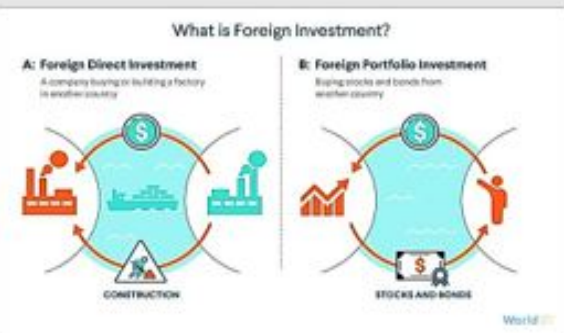 What is Foreign Investment?
A: Foreign Direct Investment
A company buying or building a factory
in another country
B: Foreign Portfolio Investment
Buying stocks and bonds from
another country
$
$
$
CONSTRUCTION
STOCKS AND BONDS
World